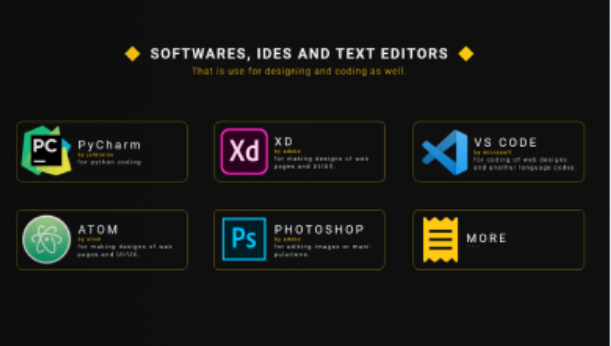 SOFTWARES, IDES AND TEXT EDITORS
That is use for designing and coding as well.
PC
PyCharm
by jetbrains
for python coding
Xd
XD
by adobe
for making designs of web
pages and UI/UX.
VS CODE
by microsoft
for coding of web designs
and another language codes.
ATOM
by atom
for making designs of web
pages and UI/UX.
Ps
PHOTOSHOP
by adobe
for editing images or mani-
pulations.
MORE